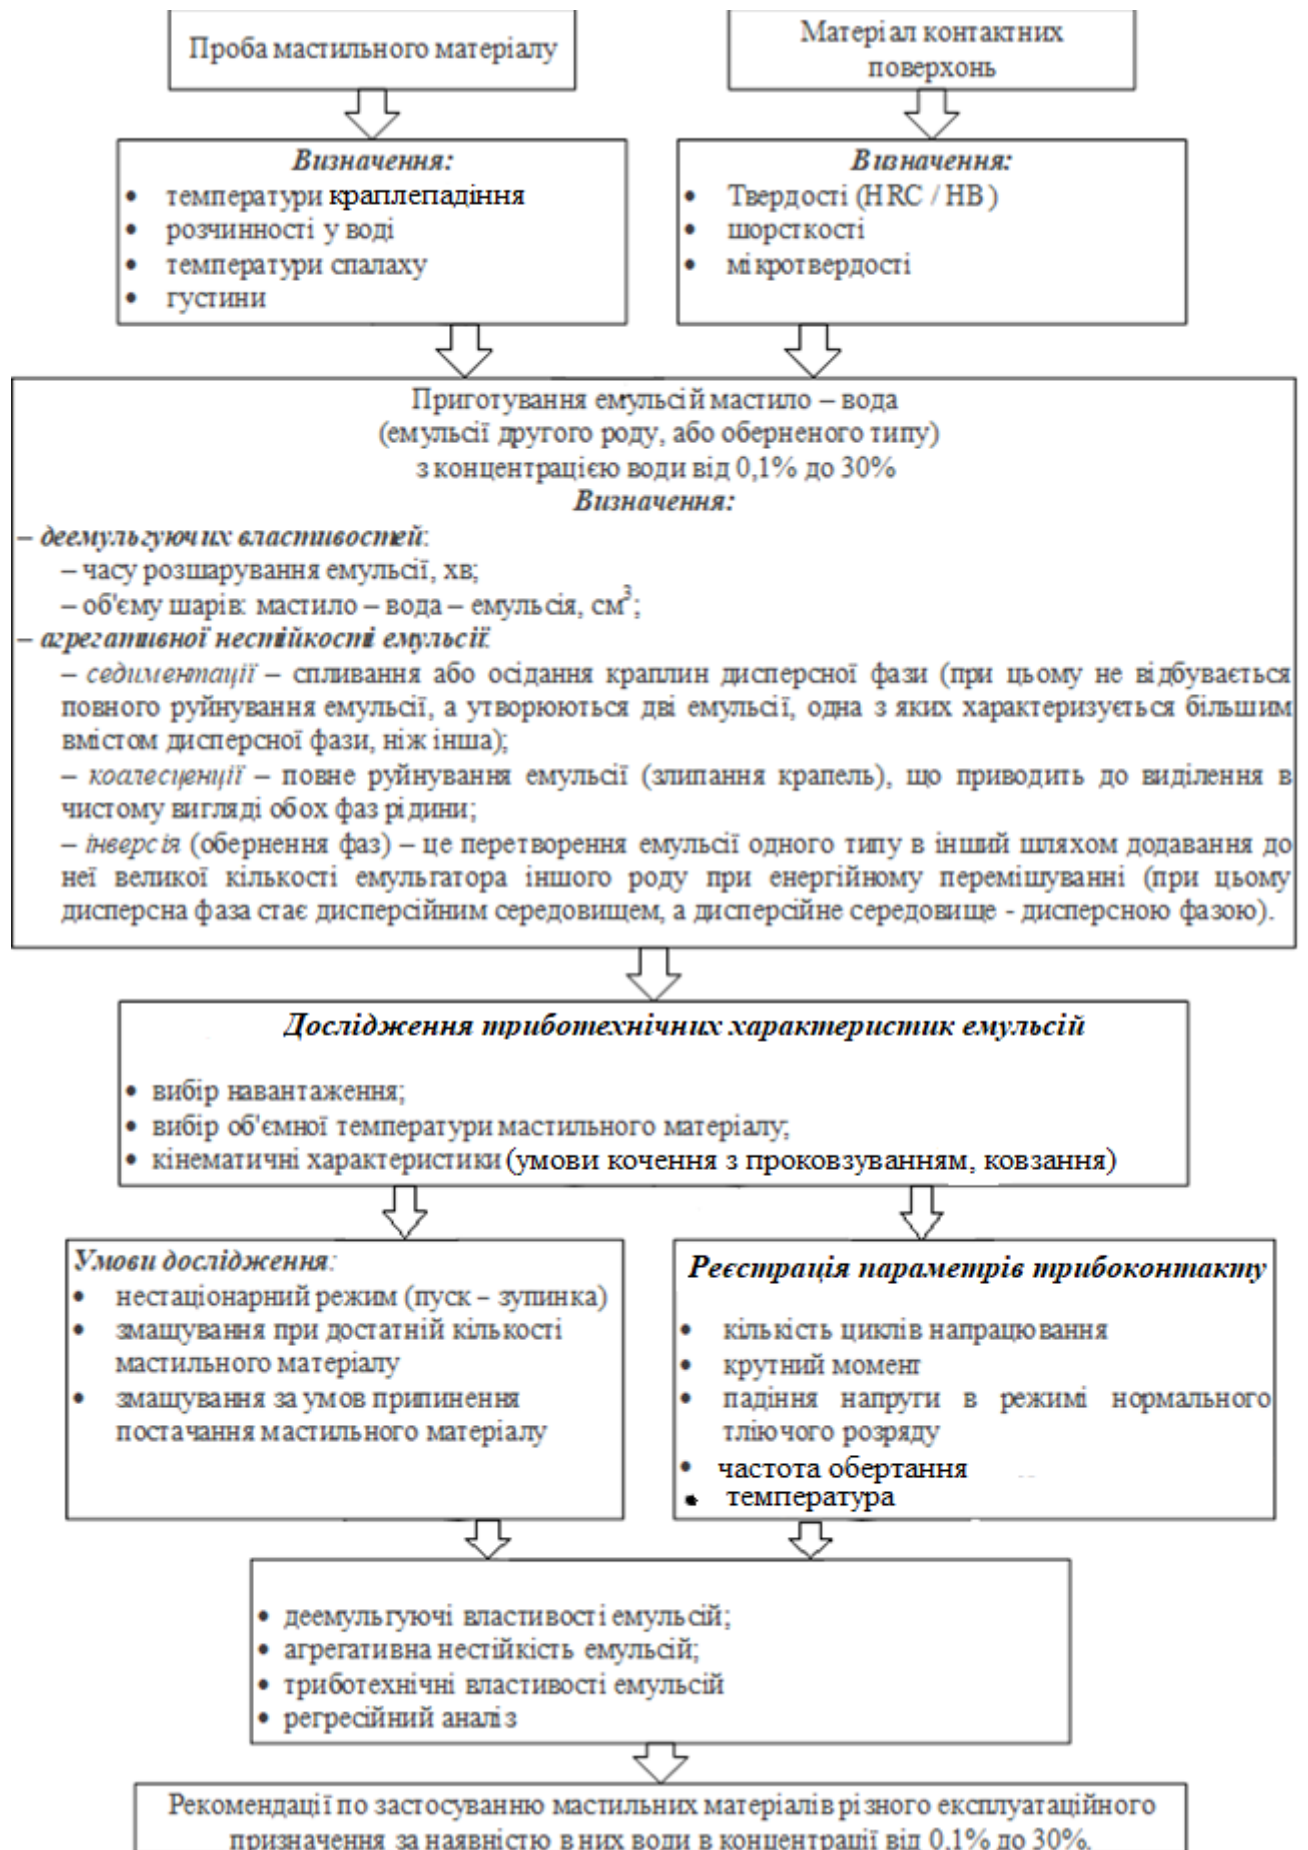 Проба мастильного матеріалу
Матеріал контактних
поверхонь
Визначення:
• температури краплепадіння
• розчинності у воді
• температури спалаху
• густини
Визначення:
• Твердості (HRC / HB)
• шорсткості
• мікротвердості
Приготування емульсій мастило – вода
(емульсії другого роду, або оберненого типу)
з концентрацією води від 0,1% до 30%
Визначення:
– деемульгуючих властивостей:
– часу розшарування емульсії, хв;
– об'єму шарів: мастило – вода – емульсія, см³;
– агрегативної нестійкості емульсії:
– седиментації – спливання або осідання краплин дисперсної фази (при цьому не відбувається
повного руйнування емульсії, а утворюються дві емульсії, одна з яких характеризується більшим
вмістом дисперсної фази, ніж інша);
– коалесценції – повне руйнування емульсії (злипання крапель), що приводить до виділення в
чистому вигляді обох фаз рідини;
– інверсія (обернення фаз) – це перетворення емульсії одного типу в інший шляхом додавання до
неї великої кількості емульгатора іншого роду при енергійному перемішуванні (при цьому
дисперсна фаза стає дисперсійним середовищем, а дисперсійне середовище - дисперсною фазою).
Дослідження триботехнічних характеристик емульсій
• вибір навантаження;
• вибір об'ємної температури мастильного матеріалу;
• кінематичні характеристики (умови кочення з проковзуванням, ковзання)
Умови дослідження:
• нестаціонарний режим (пуск – зупинка)
• змащування при достатній кількості
мастильного матеріалу
• змащування за умов припинення
постачання мастильного матеріалу
Реєстрація параметрів трибоконтакту
• кількість циклів напрацювання
• крутний момент
• падіння напруги в режимі нормального
тліючого розряду
• частота обертання
• температура
• деемульгуючі властивості емульсій;
• агрегативна нестійкість емульсій;
• триботехнічні властивості емульсій
• регресійний аналіз
Рекомендації по застосуванню мастильних матеріалів різного експлуатаційного
призначення за наявністю в них води в концентрації від 0,1% до 30%.